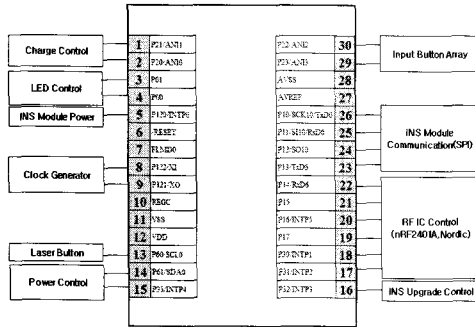 Charge Control
LED Control
INS Module Power
Clock Generator
Laser Button
Power Control
1 P21/ANI1
2 P20/ANI0
3 P01
4 P00
5 P120/INTP0
6 /RESET
7 FLMD0
8 P122/X2
9 P121/XO
10 REGC
11 VSS
12 VDD
13 P60/SCL0
14 P61/SDA0
15 P33/INTP4
P22/ANI2 30
P23/ANI3 29
AVSS 28
AVREF 27
P10/SCK10/TxD0 26
P11/SI10/RxD0 25
P12/SO10 24
P13/TxD6 23
P14/RxD6 22
P15 21
P16/INTP5 20
P17 19
P30/INTP1 18
P31/INTP2 17
P32/INTP3 16
Input Button Array
INS Module
Communication(SPI)
RF IC Control
(nRF2401A, Nordic)
INS Upgrade Control